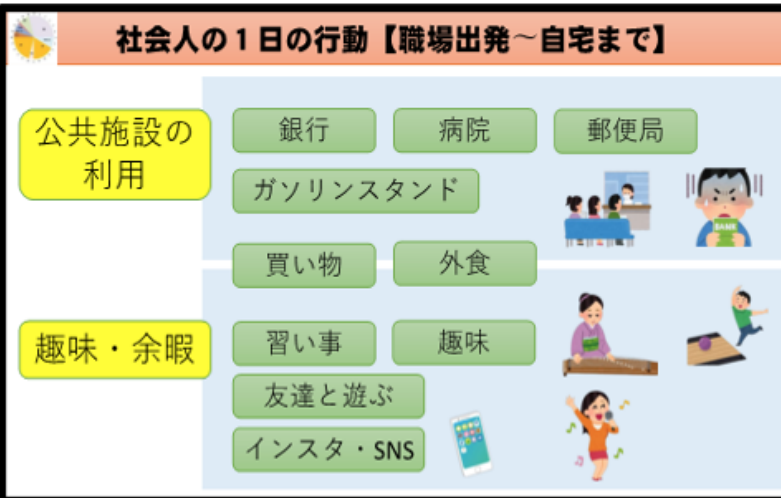 社会人の1日の行動【職場出発～自宅まで】
公共施設の
利用
銀行
病院
郵便局
ガソリンスタンド
BANK
買い物
外食
趣味・余暇
習い事
趣味
友達と遊ぶ
インスタ・SNS